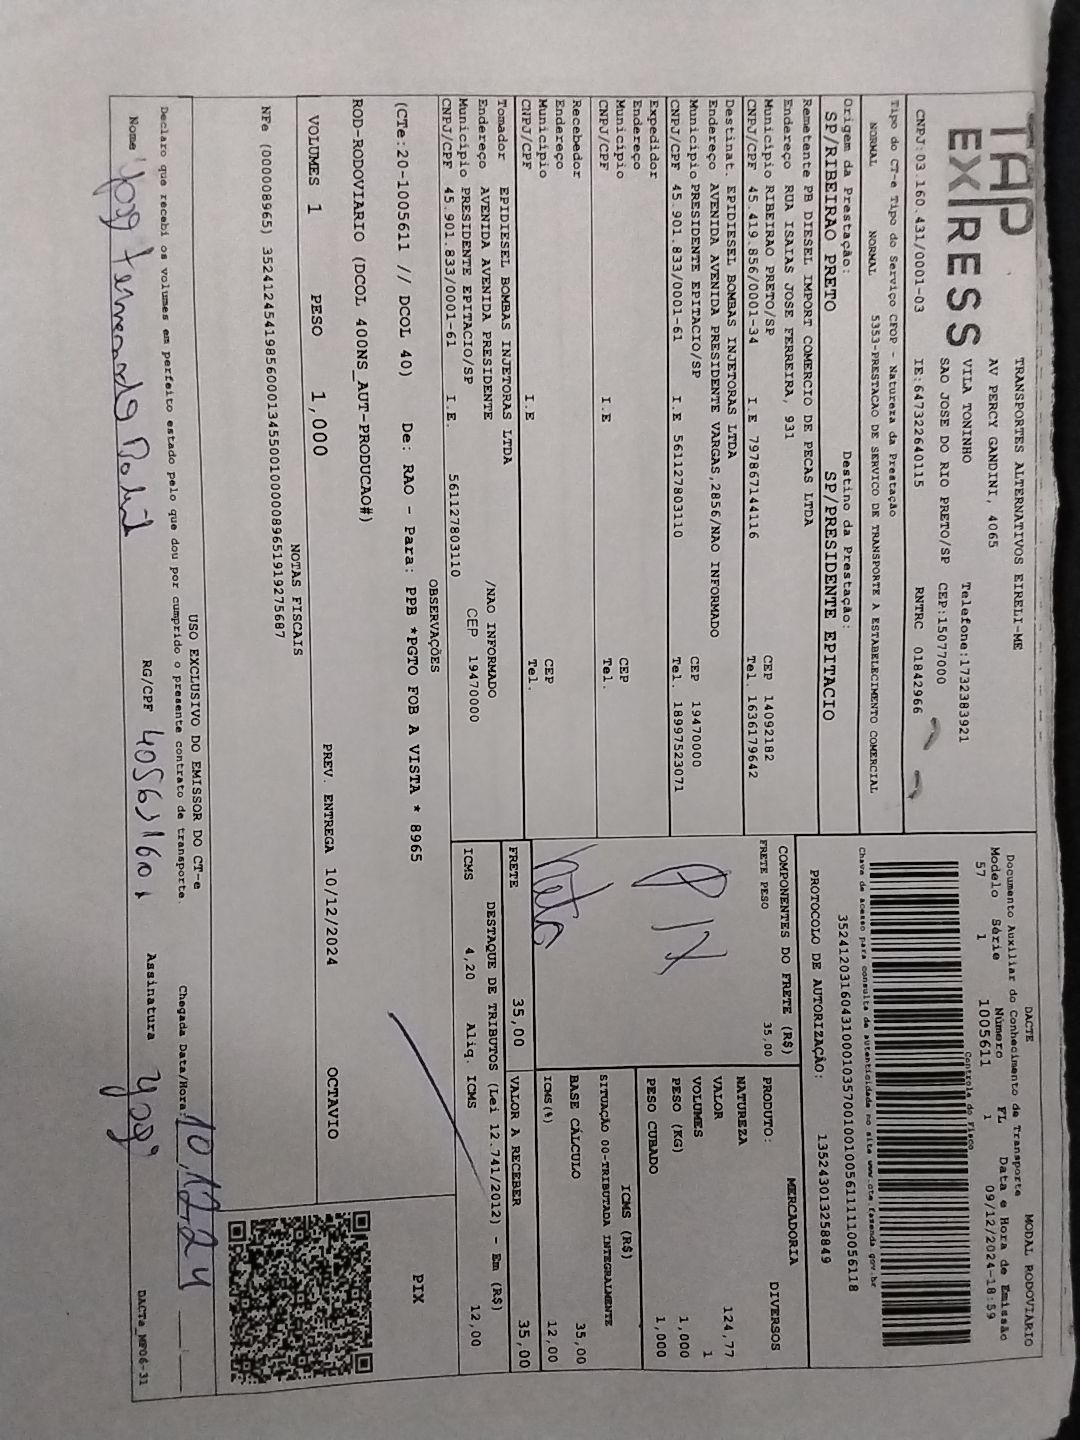 TAP
EXPRESS
TRANSPORTES ALTERNATIVOS EIRELI-ME
AV PERCY GANDINI, 4065
VILA TONINHO Telefone:1732383921
SAO JOSE DO RIO PRETO/SP CEP:15077000
CNPJ:03.160.431/0001-03 IE:647322640115 RNTRC 01842966
Tipo do CT-e Tipo do Serviço CFOP - Natureza da Prestação
NORMAL NORMAL 5353-PRESTACAO DE SERVICO DE TRANSPORTE A ESTABELECIMENTO COMERCIAL
Origem da Prestação: Destino da Prestação:
SP/RIBEIRAO PRETO SP/PRESIDENTE EPITACIO
Remetente PB DIESEL IMPORT COMERCIO DE PECAS LTDA
Endereço RUA ISAIAS JOSE FERREIRA, 931
Município RIBEIRAO PRETO/SP CEP 14092182
CNPJ/CPF 45.419.856/0001-34 I.E 797867144116 Tel. 1636179642
Destinat. EPIDIESEL BOMBAS INJETORAS LTDA
Endereço AVENIDA AVENIDA PRESIDENTE VARGAS,2856/NAO INFORMADO
Município PRESIDENTE EPITACIO/SP CEP 19470000
CNPJ/CPF 45.901.833/0001-61 I.E 561127803110 Tel. 18997523071
Expedidor
Endereço
Município CEP
CNPJ/CPF I.E Tel.
Recebedor
Endereço
Município CEP
CNPJ/CPF I.E Tel.
Tomador EPIDIESEL BOMBAS INJETORAS LTDA
Endereço AVENIDA AVENIDA PRESIDENTE /NAO INFORMADO
Município PRESIDENTE EPITACIO/SP CEP 19470000
CNPJ/CPF 45.901.833/0001-61 I.E. 561127803110
DACTE MODAL RODOVIARIO
Documento Auxiliar do Conhecimento de Transporte
Modelo Série Número FL Data e Hora de Emissão
57 1 1005611 1 09/12/2024-18:59
Controle do Fisco
Chave de acesso para consulta de autenticidade no site www.cte.fazenda.gov.br
PROTOCOLO DE AUTORIZAÇÃO: 135243013258849
COMPONENTES DO FRETE (R$)
FRETE PESO 35,00
PIX
MERCADORIA
PRODUTO: DIVERSOS
NATUREZA
VALOR 124,77
VOLUMES 1
PESO (KG) 1,000
PESO CUBADO 1,000
ICMS (R$)
SITUAÇÃO 00-TRIBUTADA INTEGRALMENTE
BASE CÁLCULO 35,00
ICMS(%) 12,00
FRETE 35,00 VALOR A RECEBER 35,00
DESTAQUE DE TRIBUTOS (Lei 12.741/2012) - Em (R$)
ICMS 4,20 Aliq. ICMS 12,00
OBSERVAÇÕES
(CTe:20-1005611 // DCOL 40) De: RAO - Para: PPB *PGTO FOB A VISTA * 8965
ROD-RODOVIARIO (DCOL 400NS_AUT-PRODUCAO#)
PIX
VOLUMES 1 PESO 1,000 PREV. ENTREGA 10/12/2024 OCTAVIO
NOTAS FISCAIS
USO EXCLUSIVO DO EMISSOR DO CT-e
Declaro que recebi os volumes em perfeito estado pelo que dou por cumprido o presente contrato de transporte. Chegada Data/Hora: 10.12.24
Nome RG/CPF Assinatura
DACTe_MP06-31